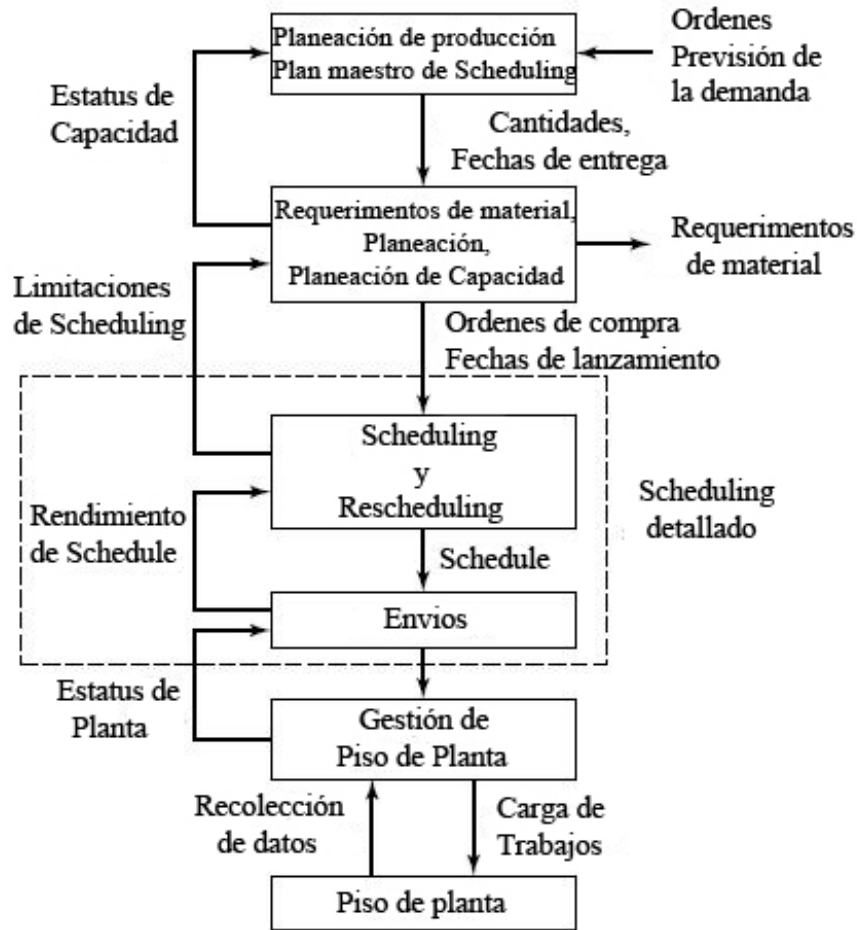 Planeación de producción
Plan maestro de Scheduling
Ordenes
Previsión de
la demanda
Estatus de
Capacidad
Cantidades,
Fechas de entrega
Requerimentos de material,
Planeación,
Planeación de Capacidad
Requerimentos
de material
Limitaciones
de Scheduling
Ordenes de compra
Fechas de lanzamiento
Scheduling
y
Rescheduling
Scheduling
detallado
Rendimiento
de Schedule
Schedule
Envios
Estatus de
Planta
Gestión de
Piso de Planta
Recolección
de datos
Carga de
Trabajos
Piso de planta